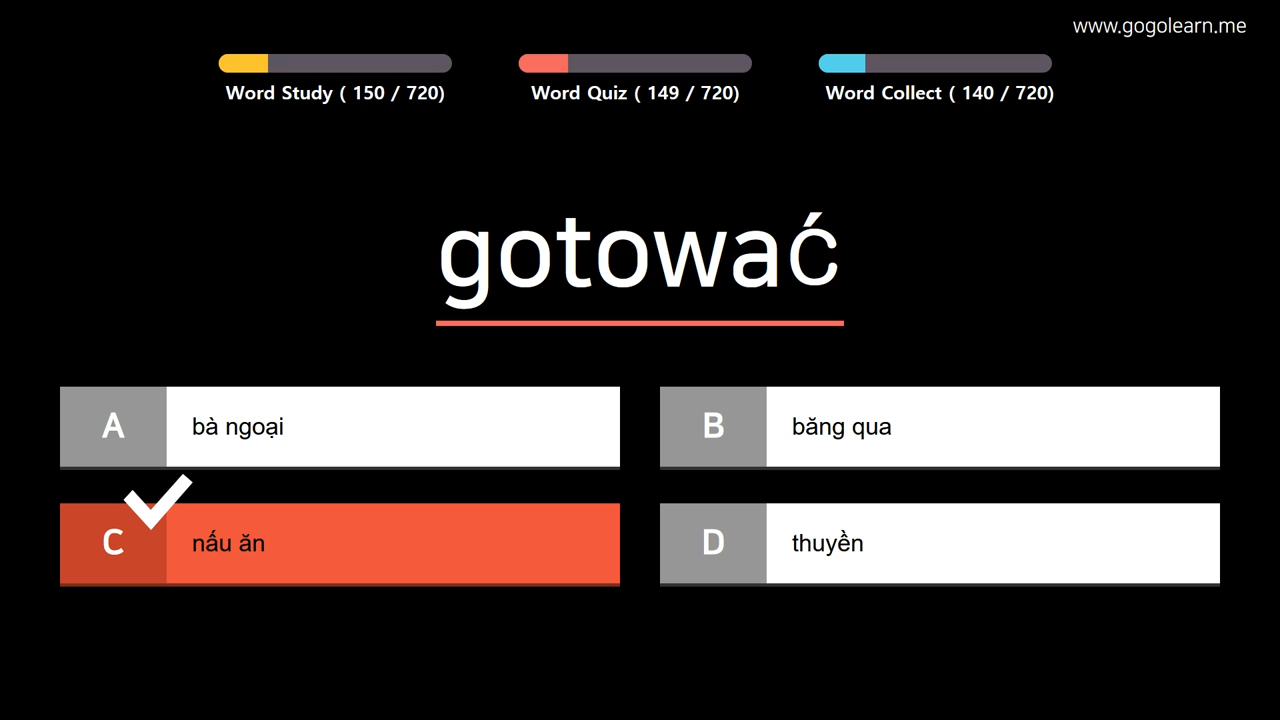 www.gogolearn.me
Word Study ( 150 / 720)
Word Quiz ( 149 / 720)
Word Collect ( 140 / 720)
gotować
A
bà ngoại
B
băng qua
C
nấu ăn
D
thuyền